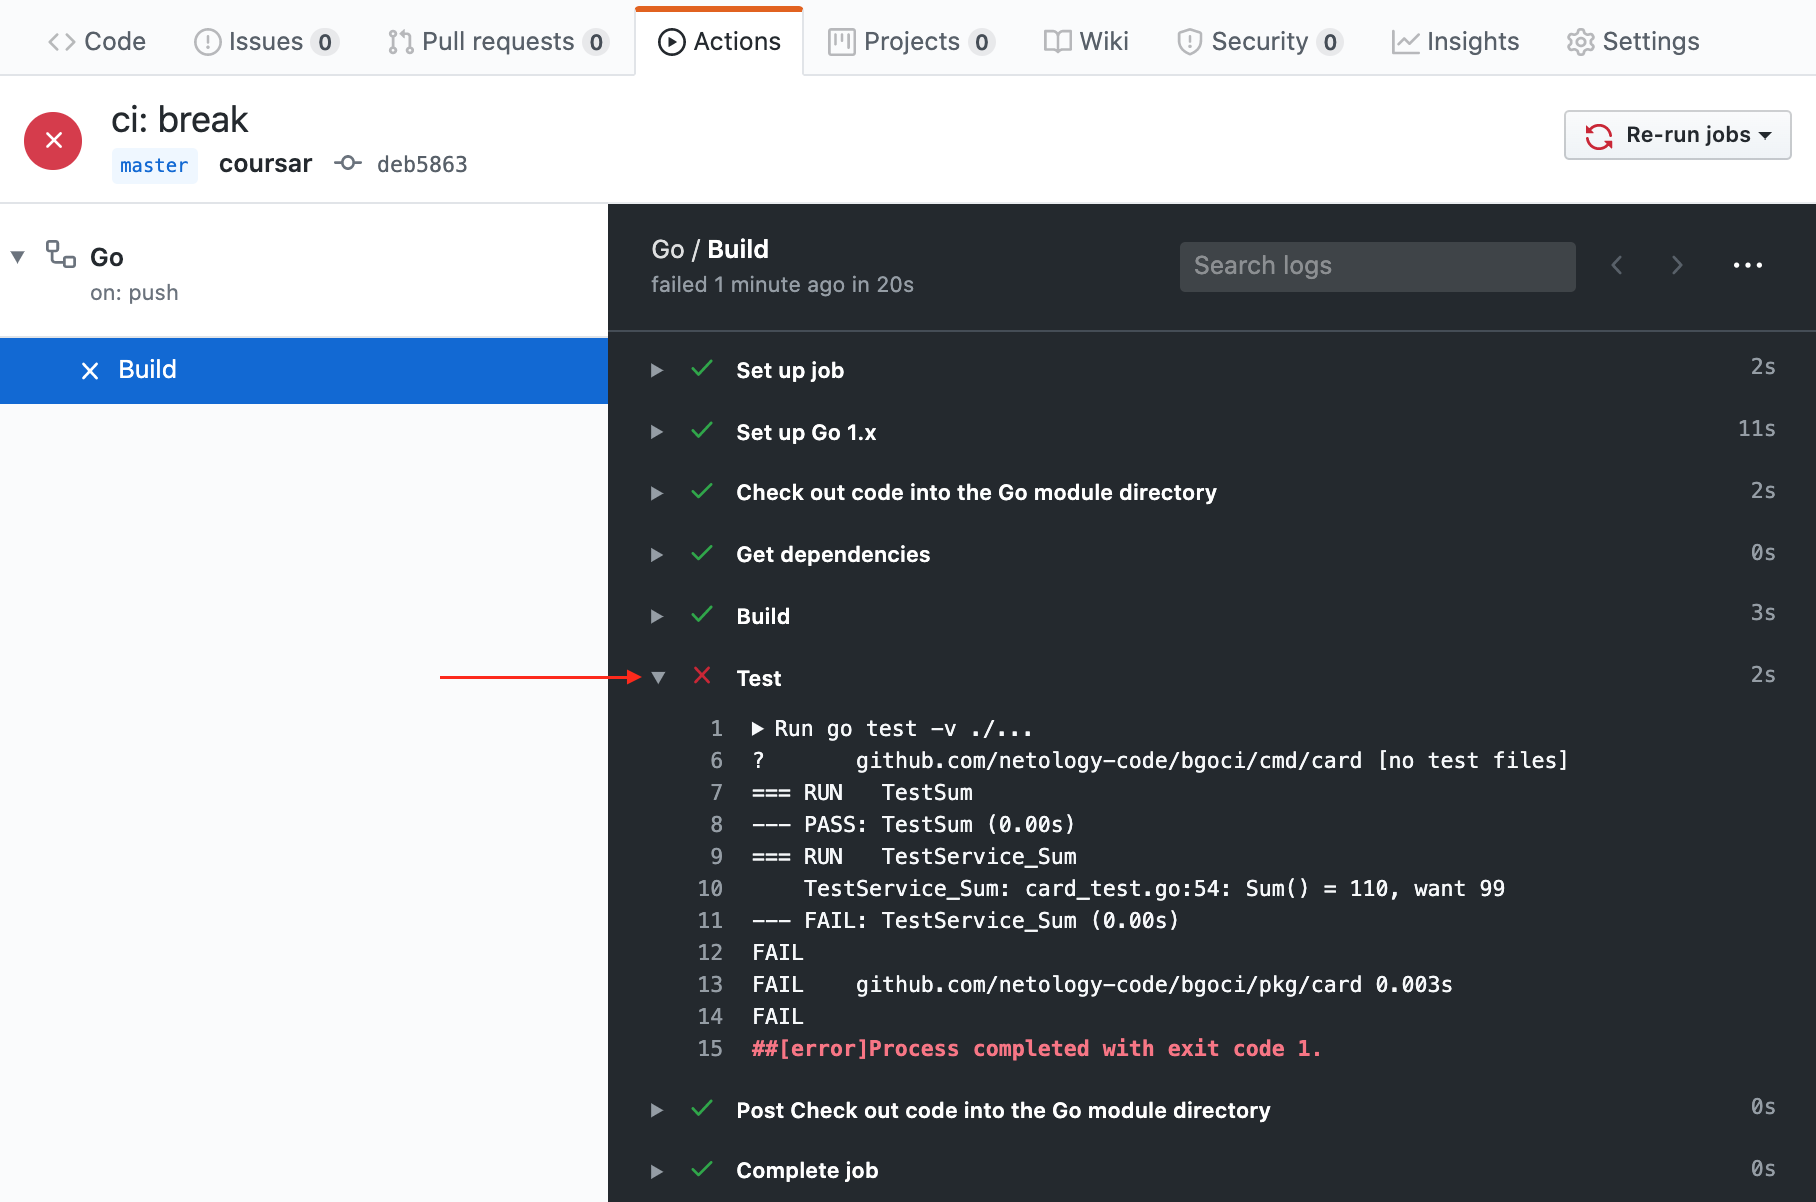 Code Issues 0 Pull requests 0 Actions Projects 0 Wiki Security 0 Insights Settings
ci: break
master coursar deb5863
Re-run jobs
Go
on: push
Build
Go / Build
failed 1 minute ago in 20s
Search logs
Set up job 2s
Set up Go 1.x 11s
Check out code into the Go module directory 2s
Get dependencies 0s
Build 3s
Test 2s
1 Run go test -v ./...
6 ? github.com/netology-code/bgoci/cmd/card [no test files]
7 === RUN TestSum
8 --- PASS: TestSum (0.00s)
9 === RUN TestService_Sum
10 TestService_Sum: card_test.go:54: Sum() = 110, want 99
11 --- FAIL: TestService_Sum (0.00s)
12 FAIL
13 FAIL github.com/netology-code/bgoci/pkg/card 0.003s
14 FAIL
15 ##[error]Process completed with exit code 1.
Post Check out code into the Go module directory 0s
Complete job 0s